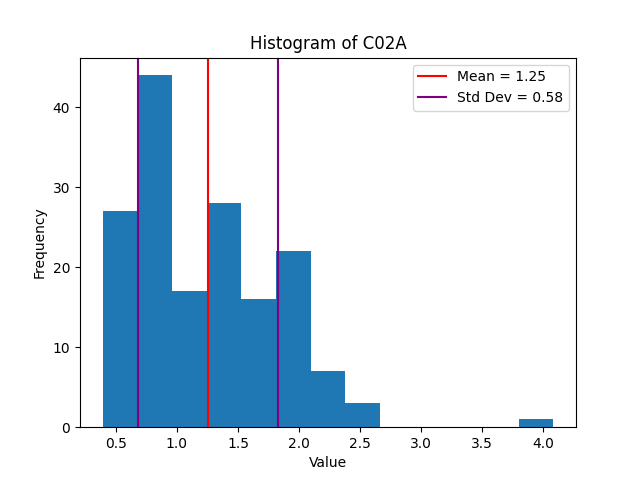 Histogram of C02A
Mean = 1.25
Std Dev = 0.58
Frequency
40
30
20
10
0
0.5 1.0 1.5 2.0 2.5 3.0 3.5 4.0
Value